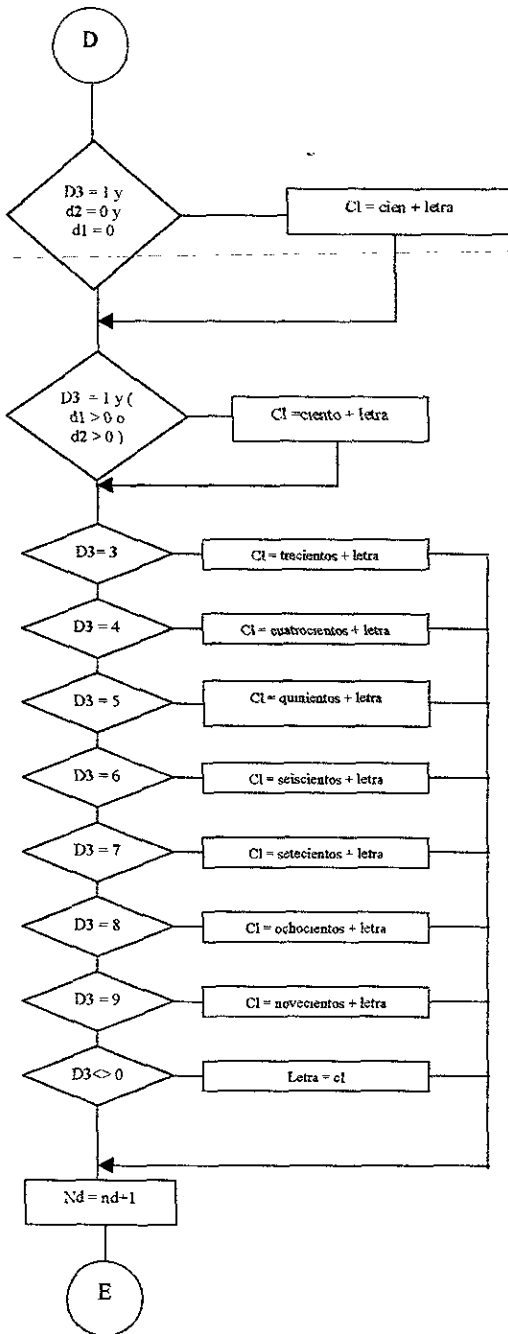 D
D3 = 1 y
d2 = 0 y
d1 = 0
Cl = cien + letra
D3 = 1 y (
d1 > 0 o
d2 > 0 )
Cl =ciento + letra
D3= 3
Cl = trecientos + letra
D3 = 4
Cl = cuatrocientos + letra
D3 = 5
Cl = quinientos + letra
D3 = 6
Cl = seiscientos + letra
D3 = 7
Cl = setecientos + letra
D3 = 8
Cl = ochocientos + letra
D3 = 9
Cl = novecientos + letra
D3<> 0
Letra = cl
Nd = nd+1
E